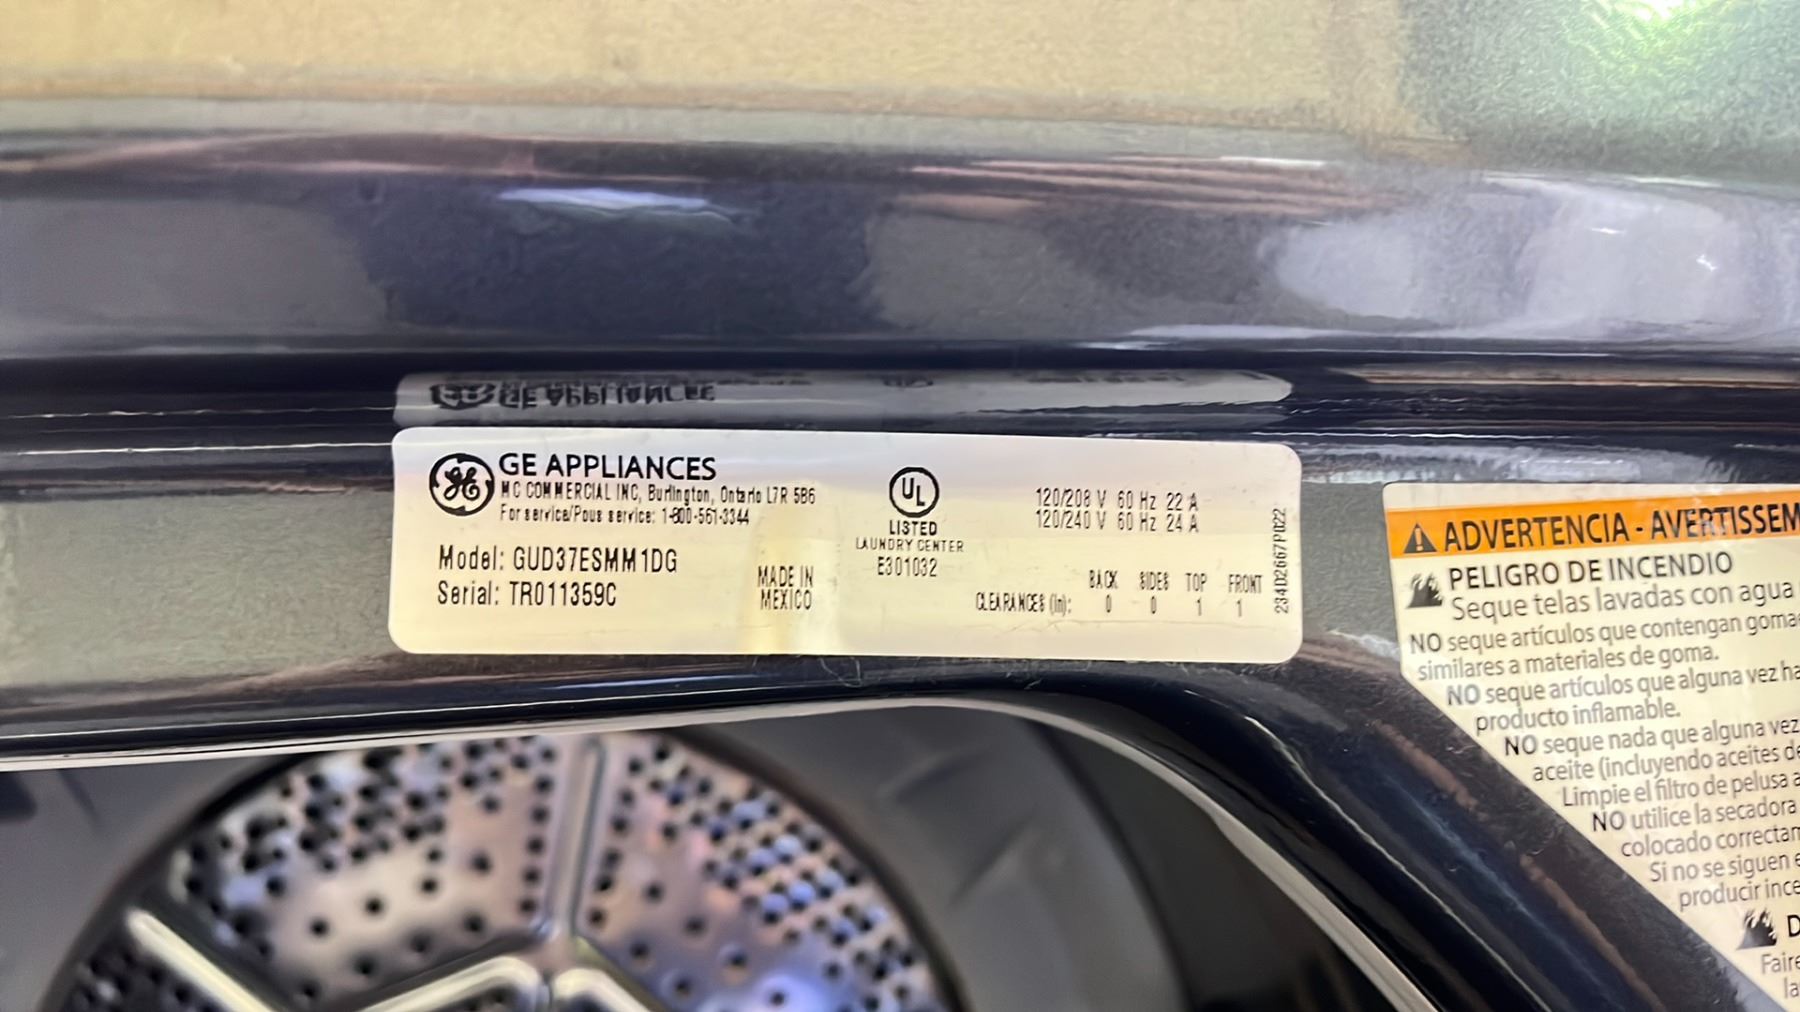 GE APPLIANCES
MC COMMERCIAL INC, Burlington, Ontario L7R 5B6
For service/Pous service: 1-800-561-3344
Model: GUD37ESMM1DG
Serial: TR011359C
MADE IN
MEXICO
UL
LISTED
LAUNDRY CENTER
E301032
120/208 V 60 Hz 22 A
120/240 V 60 Hz 24 A
BACK SIDES TOP FRONT
CLEARANCES (in): 0 0 1 1
234D2667P022
ADVERTENCIA - AVERTISSEM
PELIGRO DE INCENDIO
Seque telas lavadas con agua
NO seque artículos que contengan goma
similares a materiales de goma.
NO seque artículos que alguna vez ha
producto inflamable.
NO seque nada que alguna vez
aceite (incluyendo aceites de
Limpie el filtro de pelusa a
NO utilice la secadora
colocado correctam
Si no se siguen e
producir ince
D
Faire
la